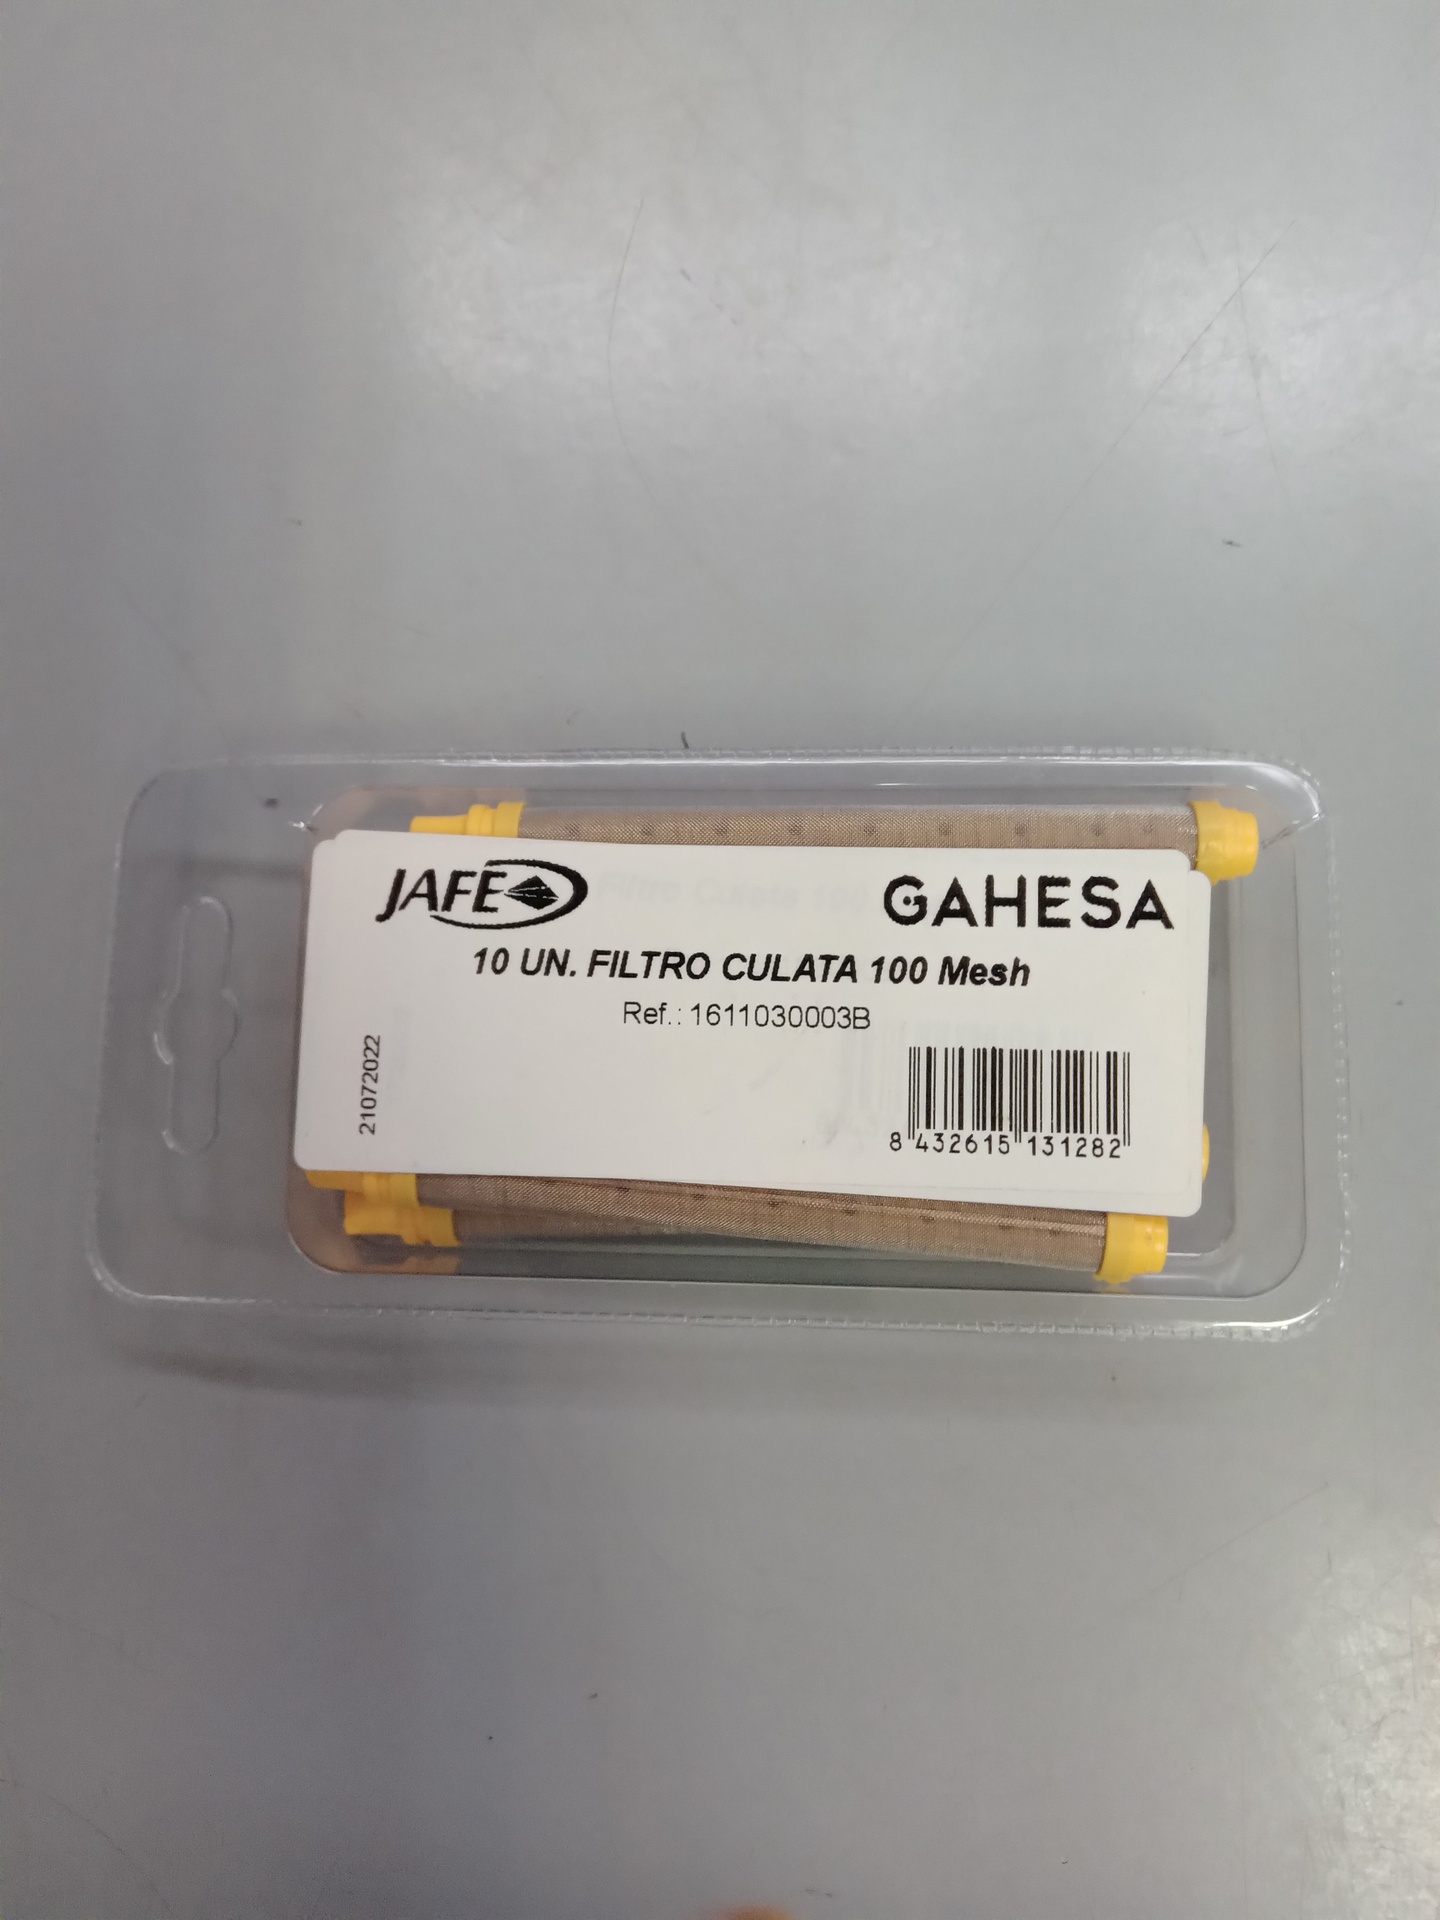 JAFE
GAHESA
10 UN. FILTRO CULATA 100 Mesh
Ref.: 1611030003B
21072022
8 432615 131282